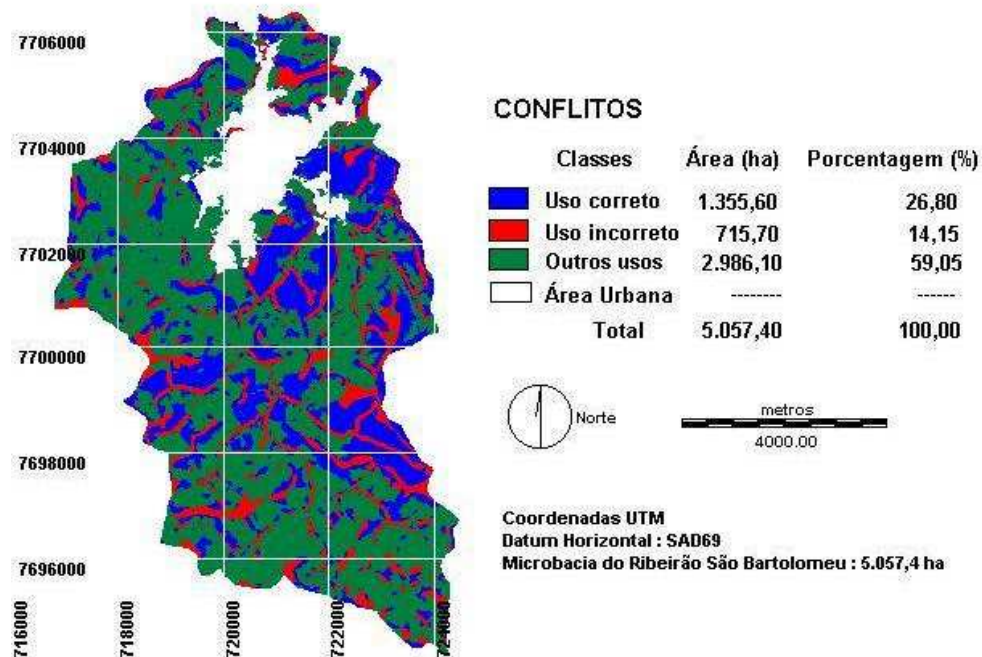 7706000
7704000
7702000
7700000
7698000
7696000
716000
718000
720000
722000
724000
CONFLITOS
Classes Área (ha) Porcentagem (%)
Uso correto 1.355,60 26,80
Uso incorreto 715,70 14,15
Outros usos 2.986,10 59,05
Área Urbana -------- ------
Total 5.057,40 100,00
Norte
metros
4000.00
Coordenadas UTM
Datum Horizontal : SAD69
Microbacia do Ribeirão São Bartolomeu : 5.057,4 ha